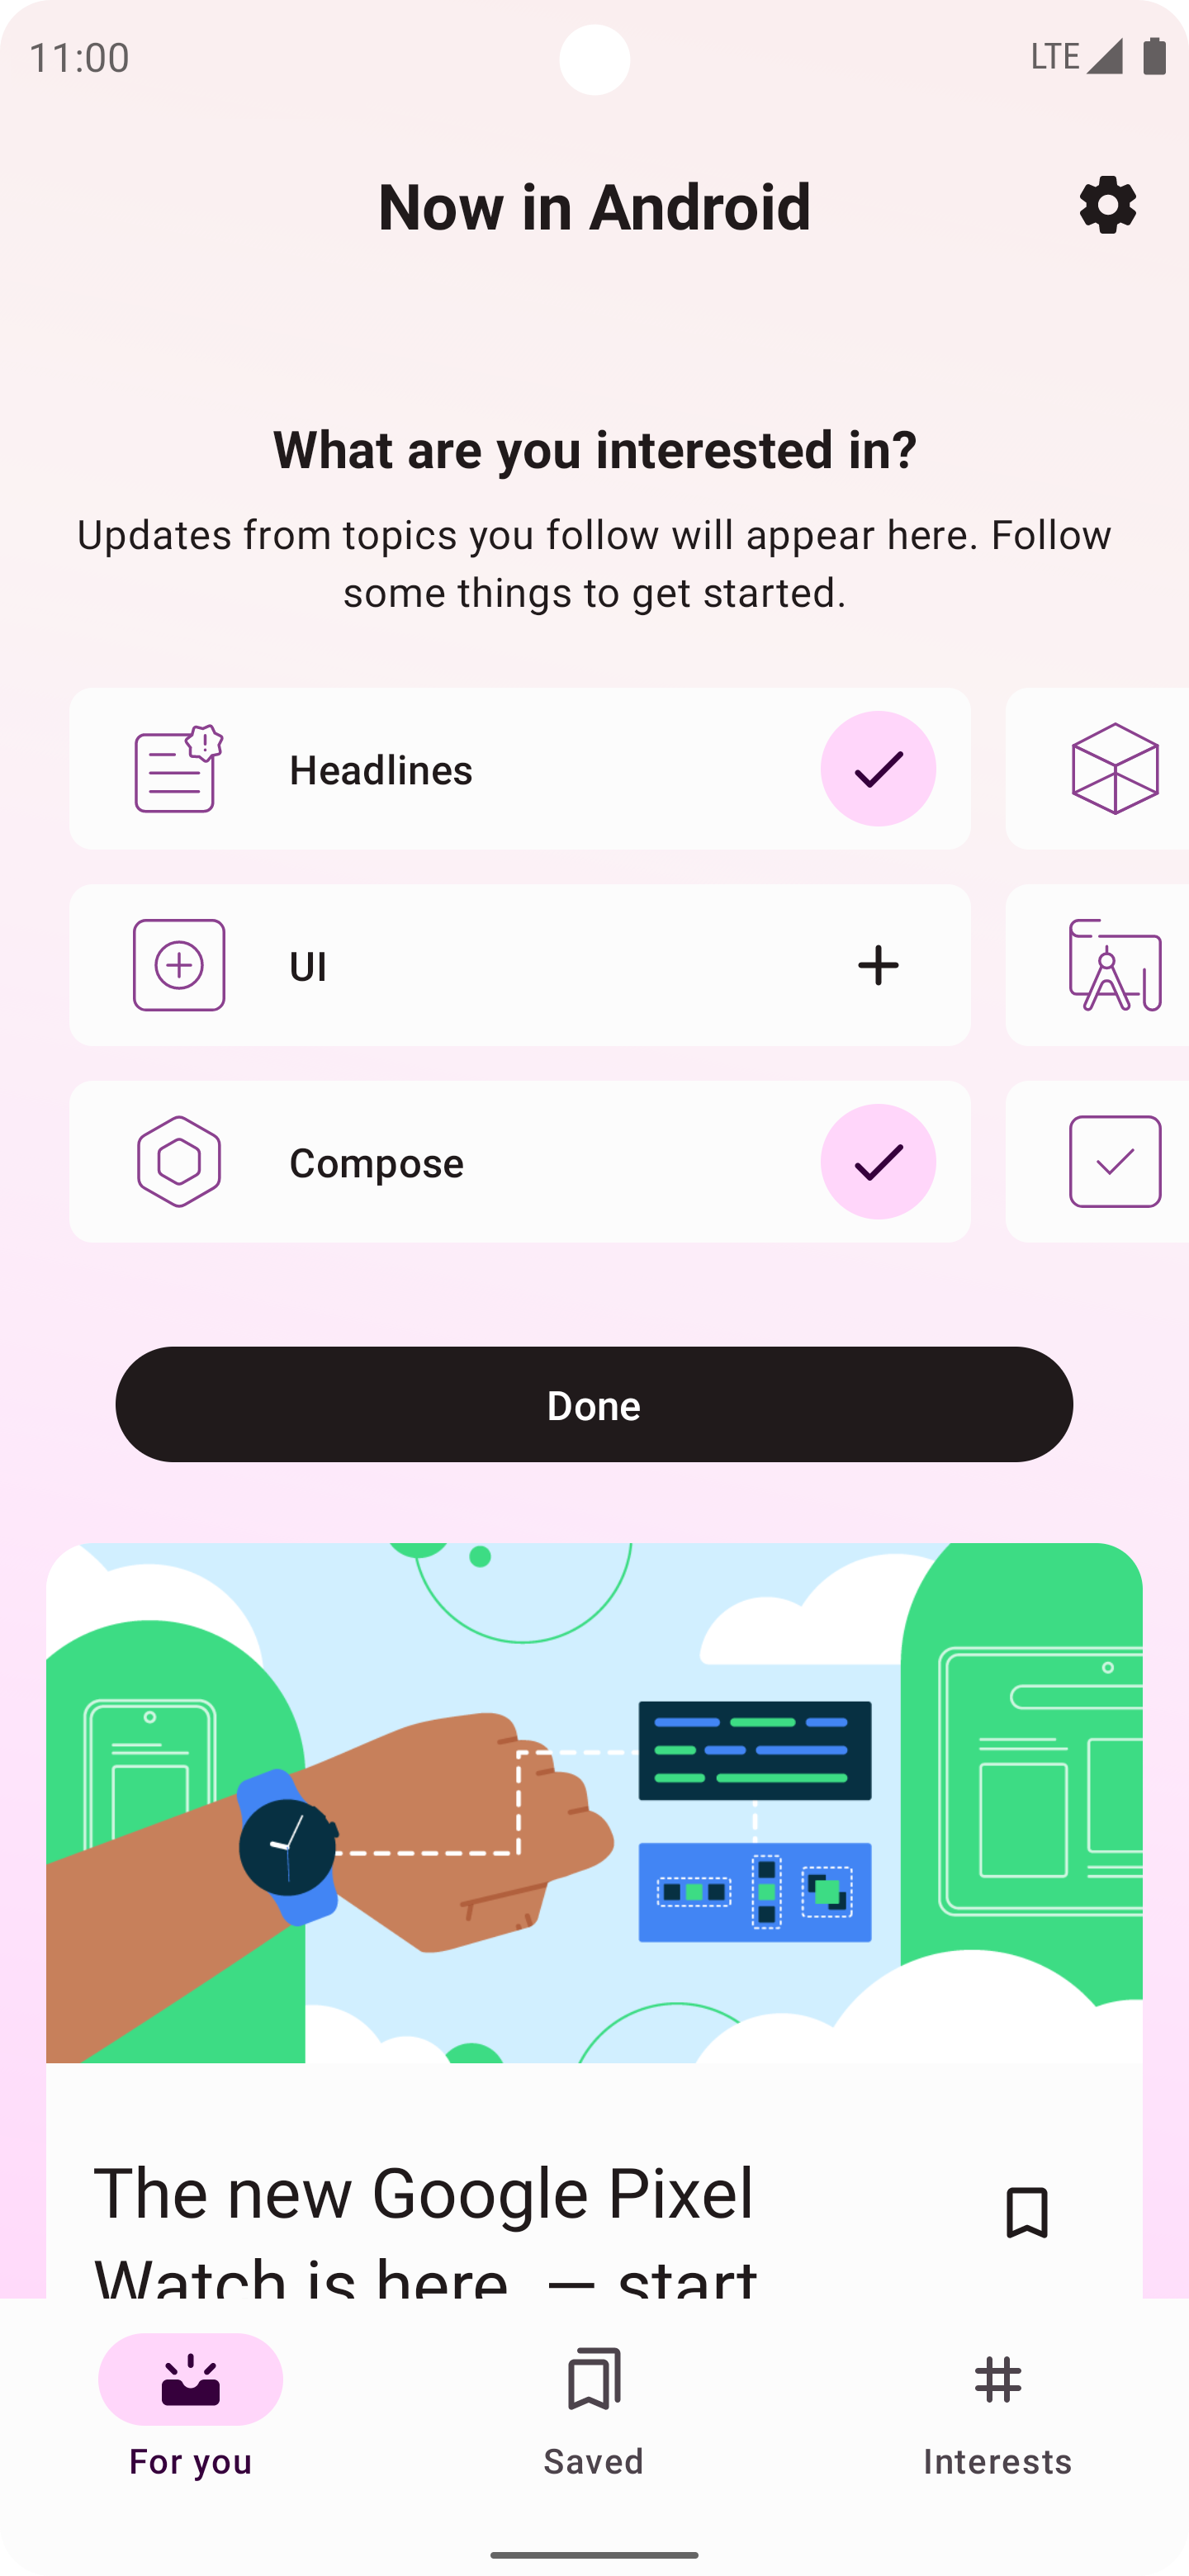 11:00
LTE
Now in Android
What are you interested in?
Updates from topics you follow will appear here. Follow
some things to get started.
Headlines
UI
Compose
Done
The new Google Pixel
Watch is here  — start
For you
Saved
Interests